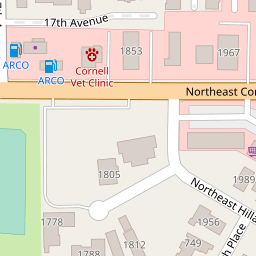 17th Avenue
1853
1967
ARCO
ARCO
Cornell
Vet Clinic
Northeast Cor
1805
1989
Northeast Hilla
1778
1956
h Place
1788
1812
749